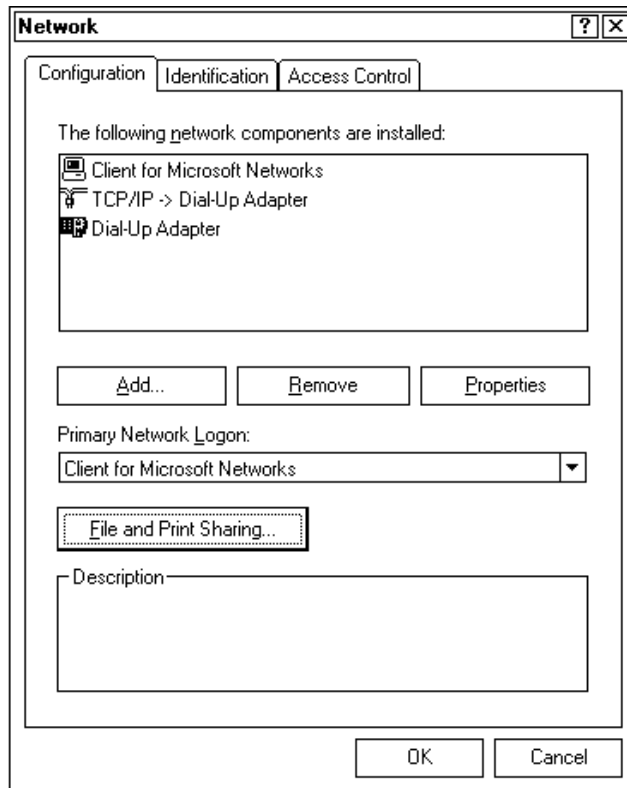 Network
Configuration Identification Access Control
The following network components are installed:
Client for Microsoft Networks
TCP/IP -> Dial-Up Adapter
Dial-Up Adapter
Add... Remove Properties
Primary Network Logon:
Client for Microsoft Networks
File and Print Sharing...
Description
OK Cancel